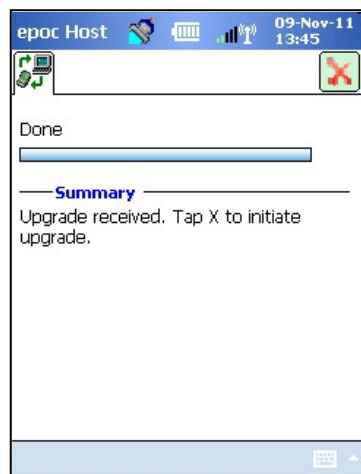 epoc Host
09-Nov-11
13:45
Done
Summary
Upgrade received. Tap X to initiate
upgrade.